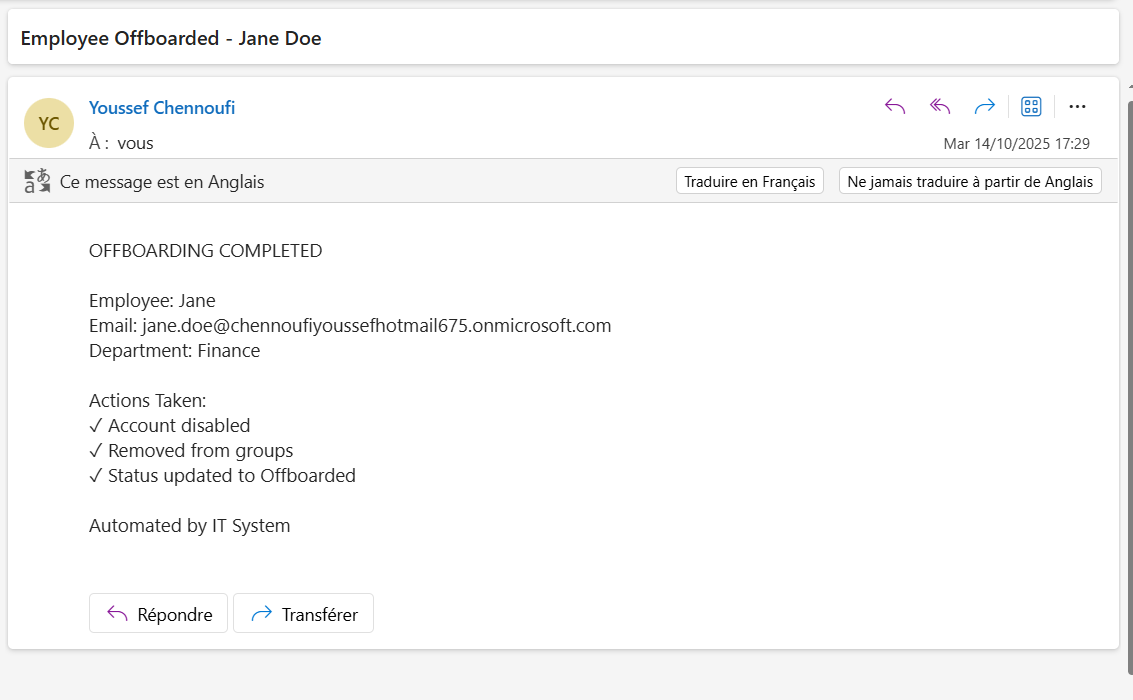 Employee Offboarded - Jane Doe
YC
Youssef Chennoufi
À : vous
Mar 14/10/2025 17:29
Ce message est en Anglais
Traduire en Français
Ne jamais traduire à partir de Anglais
OFFBOARDING COMPLETED
Employee: Jane
Email: jane.doe@chennoufiyoussefhotmail675.onmicrosoft.com
Department: Finance
Actions Taken:
✓ Account disabled
✓ Removed from groups
✓ Status updated to Offboarded
Automated by IT System
Répondre
Transférer